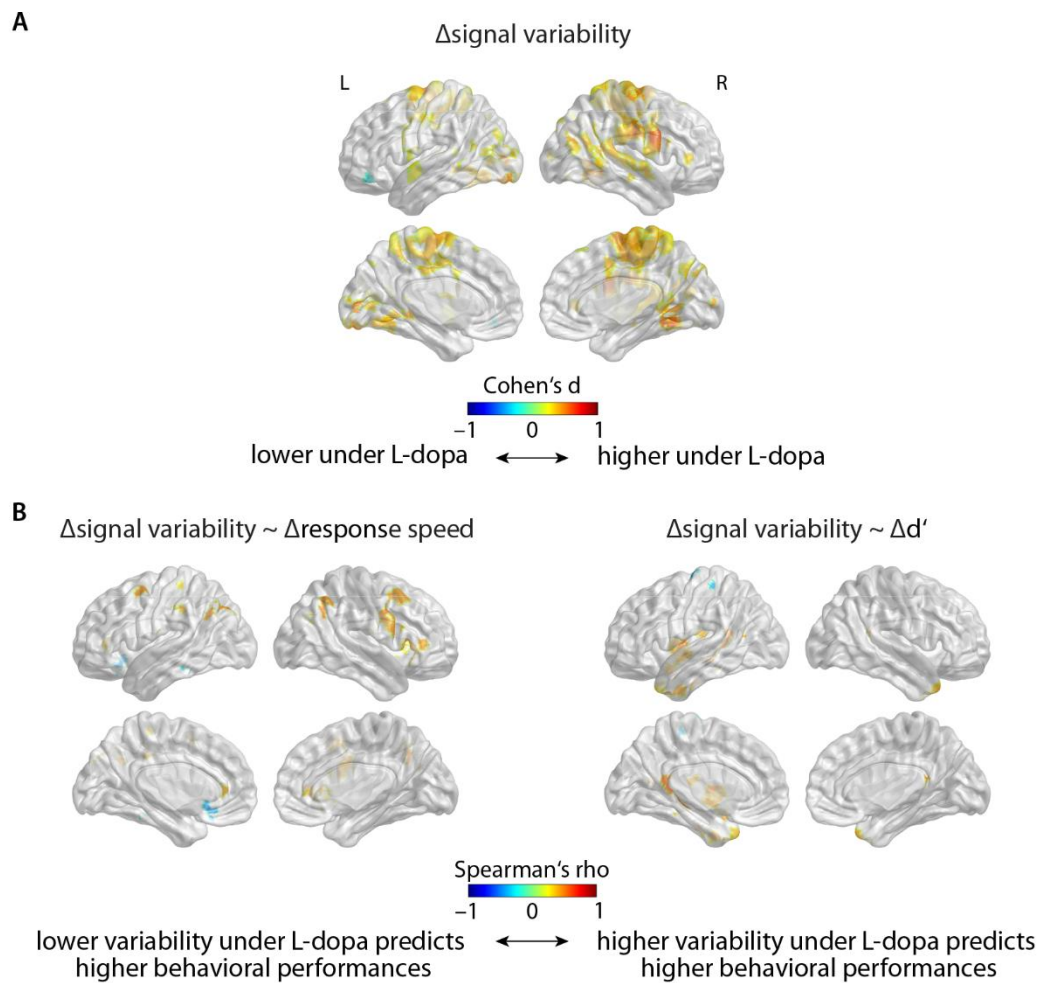 A
Δsignal variability
L
R
Cohen‘s d
–1 0 1
lower under L-dopa ⟷ higher under L-dopa
B
Δsignal variability ~ Δresponse speed
Δsignal variability ~ Δd‘
Spearman‘s rho
–1 0 1
lower variability under L-dopa predicts ⟷ higher variability under L-dopa predicts
higher behavioral performances higher behavioral performances